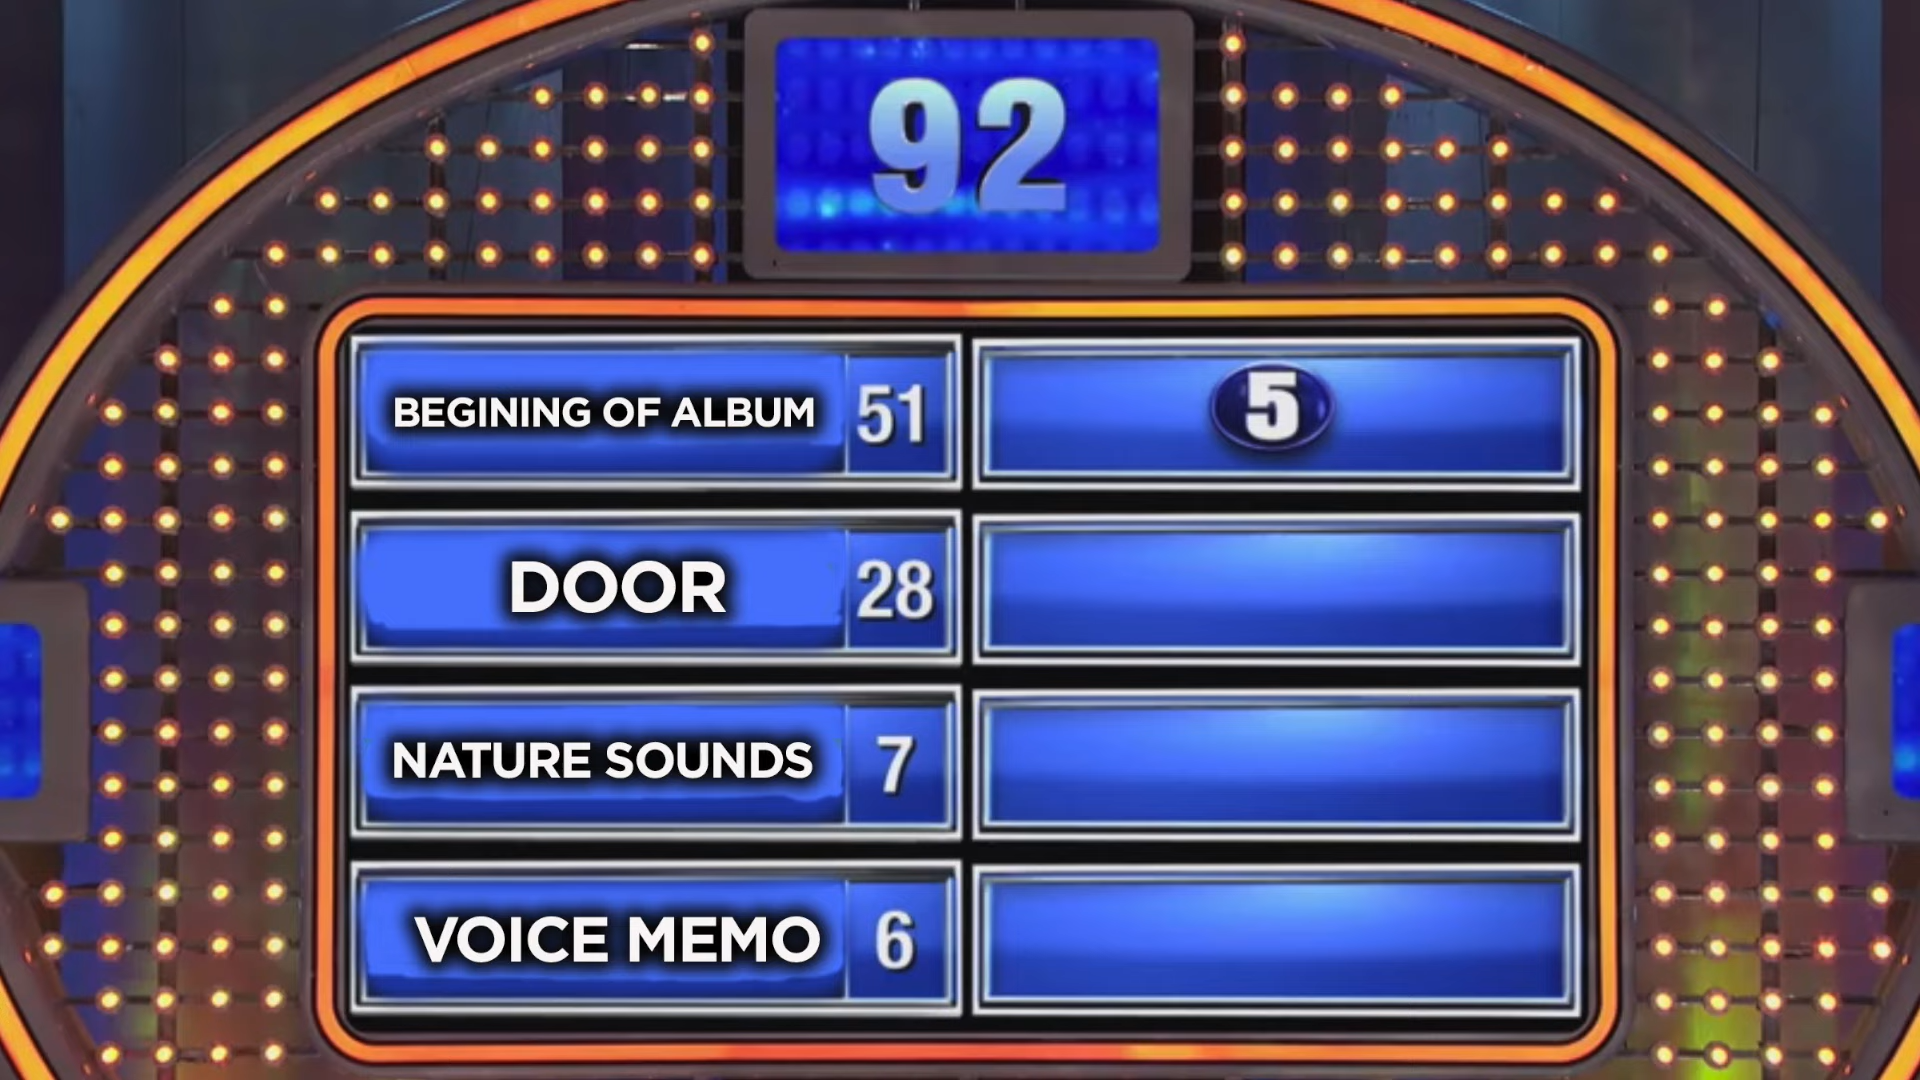 92
BEGINING OF ALBUM 51
5
DOOR 28
NATURE SOUNDS 7
VOICE MEMO 6